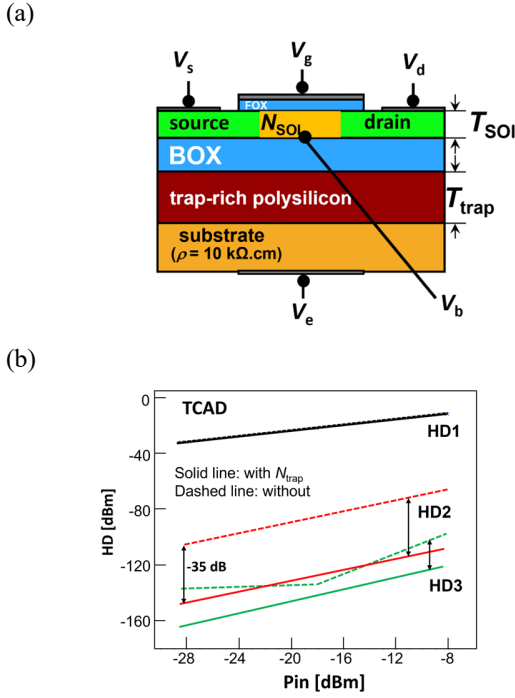 (a)
V_s
V_g
V_d
FOX
source
N_SOI
drain
T_SOI
BOX
trap-rich polysilicon
T_trap
substrate
(ρ = 10 kΩ.cm)
V_e
V_b
(b)
0
TCAD
HD1
-40
Solid line: with N_trap
Dashed line: without
HD [dBm]
-80
HD2
-120
-35 dB
HD3
-160
-28
-24
-20
-16
-12
-8
Pin [dBm]